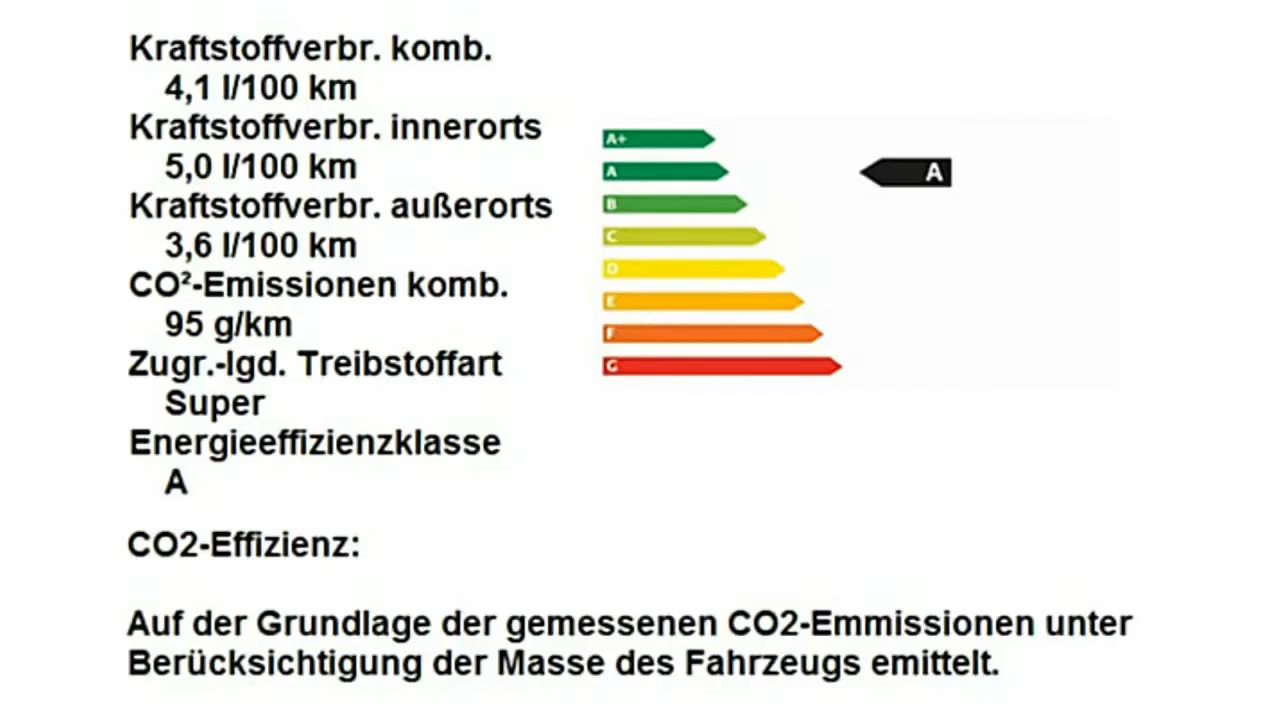 Kraftstoffverbr. komb.
4,1 l/100 km
Kraftstoffverbr. innerorts
5,0 l/100 km
Kraftstoffverbr. außerorts
3,6 l/100 km
CO²-Emissionen komb.
95 g/km
Zugr.-lgd. Treibstoffart
Super
Energieeffizienzklasse
A
A+
A
A
B
C
D
E
F
G
CO2-Effizienz:
Auf der Grundlage der gemessenen CO2-Emmissionen unter
Berücksichtigung der Masse des Fahrzeugs emittelt.